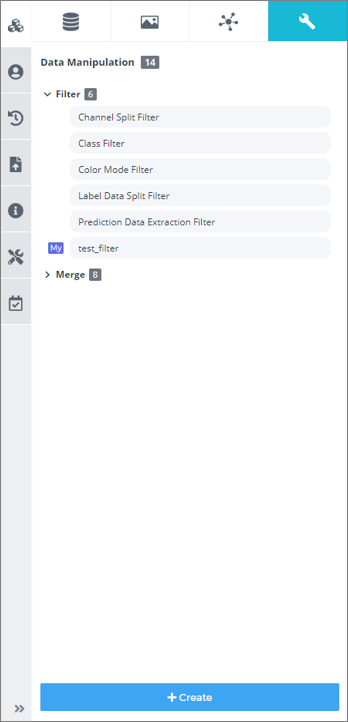 Data Manipulation 14
Filter 6
Channel Split Filter
Class Filter
Color Mode Filter
Label Data Split Filter
Prediction Data Extraction Filter
My test_filter
Merge 8
+ Create